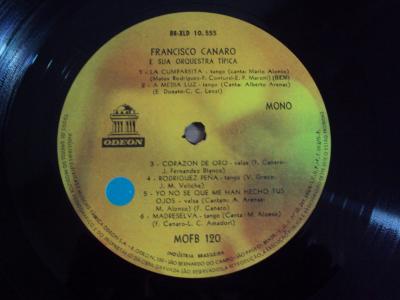 BR-XLD 10.555
FRANCISCO CANARO
E SUA ORQUESTRA TÍPICA
1 - LA CUMPARSITA - tango (canta: Mario Alonso)
(Matos Rodriguez-P. Contursi-E. P. Maroni) (BEM)
2 - A MEDIA LUZ - tango (Canta: Alberto Arenas)
(E. Donato-C. C. Lenzi)
MONO
ODEON
3 - CORAZON DE ORO - valsa (F. Canaro-
J. Fernandez Blanco)
4 - RODRIGUEZ PEÑA - tango (V. Greco-
J. M. Veliche)
5 - YO NO SE QUE ME HAN HECHO TUS
OJOS - valsa (Cantam: A. Arenas-
M. Alonso) (F. Canaro)
6 - MADRESELVA - tango (Canta: M. Alonso)
(F. Canaro-L. C. Amadori)
MOFB 120
INDÚSTRIA BRASILEIRA